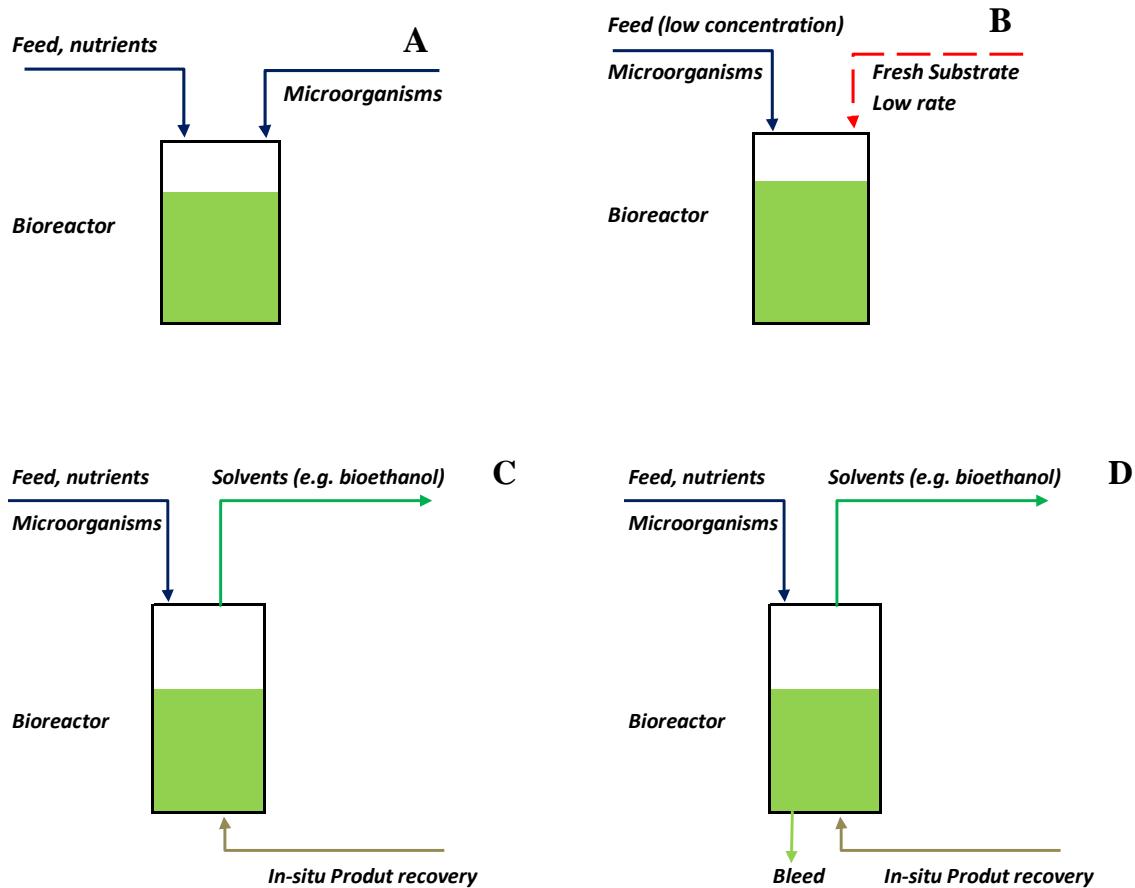 A
Feed, nutrients
Microorganisms
Bioreactor
B
Feed (low concentration)
Microorganisms
Fresh Substrate
Low rate
Bioreactor
C
Feed, nutrients
Microorganisms
Solvents (e.g. bioethanol)
Bioreactor
In-situ Produt recovery
D
Feed, nutrients
Microorganisms
Solvents (e.g. bioethanol)
Bioreactor
Bleed
In-situ Produt recovery